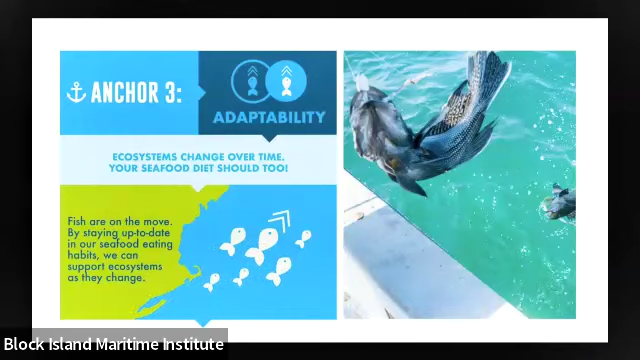 ANCHOR 3:
ADAPTABILITY
ECOSYSTEMS CHANGE OVER TIME.
YOUR SEAFOOD DIET SHOULD TOO!
Fish are on the move.
By staying up-to-date
in our seafood eating
habits, we can
support ecosystems
as they change.
Block Island Maritime Institute